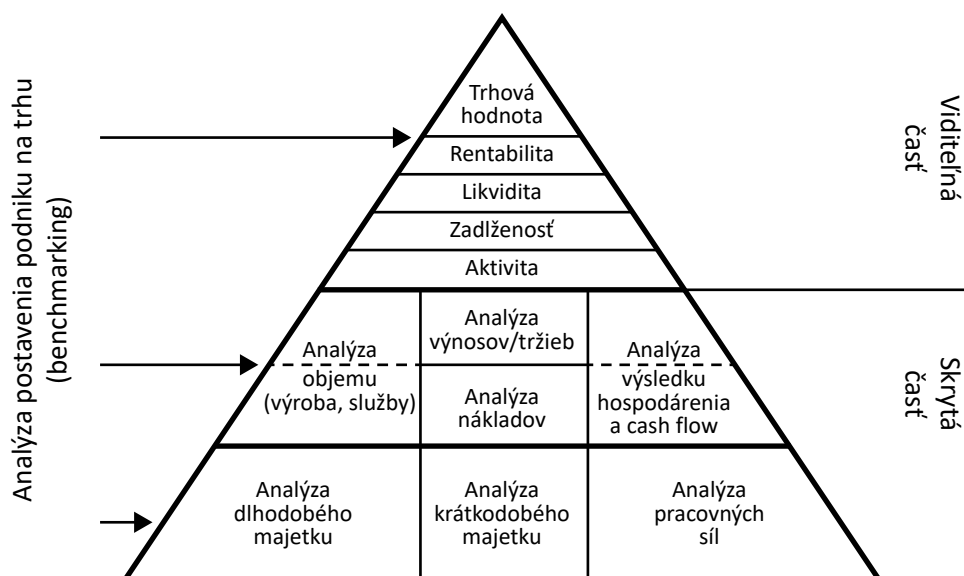 Analýza postavenia podniku na trhu
(benchmarking)
Trhová
hodnota
Rentabilita
Likvidita
Zadlženosť
Aktivita
Viditeľná
časť
Analýza
objemu
(výroba, služby)
Analýza
výnosov/tržieb
Analýza
nákladov
Analýza
výsledku
hospodárenia
a cash flow
Skrytá
časť
Analýza
dlhodobého
majetku
Analýza
krátkodobého
majetku
Analýza
pracovných
síl